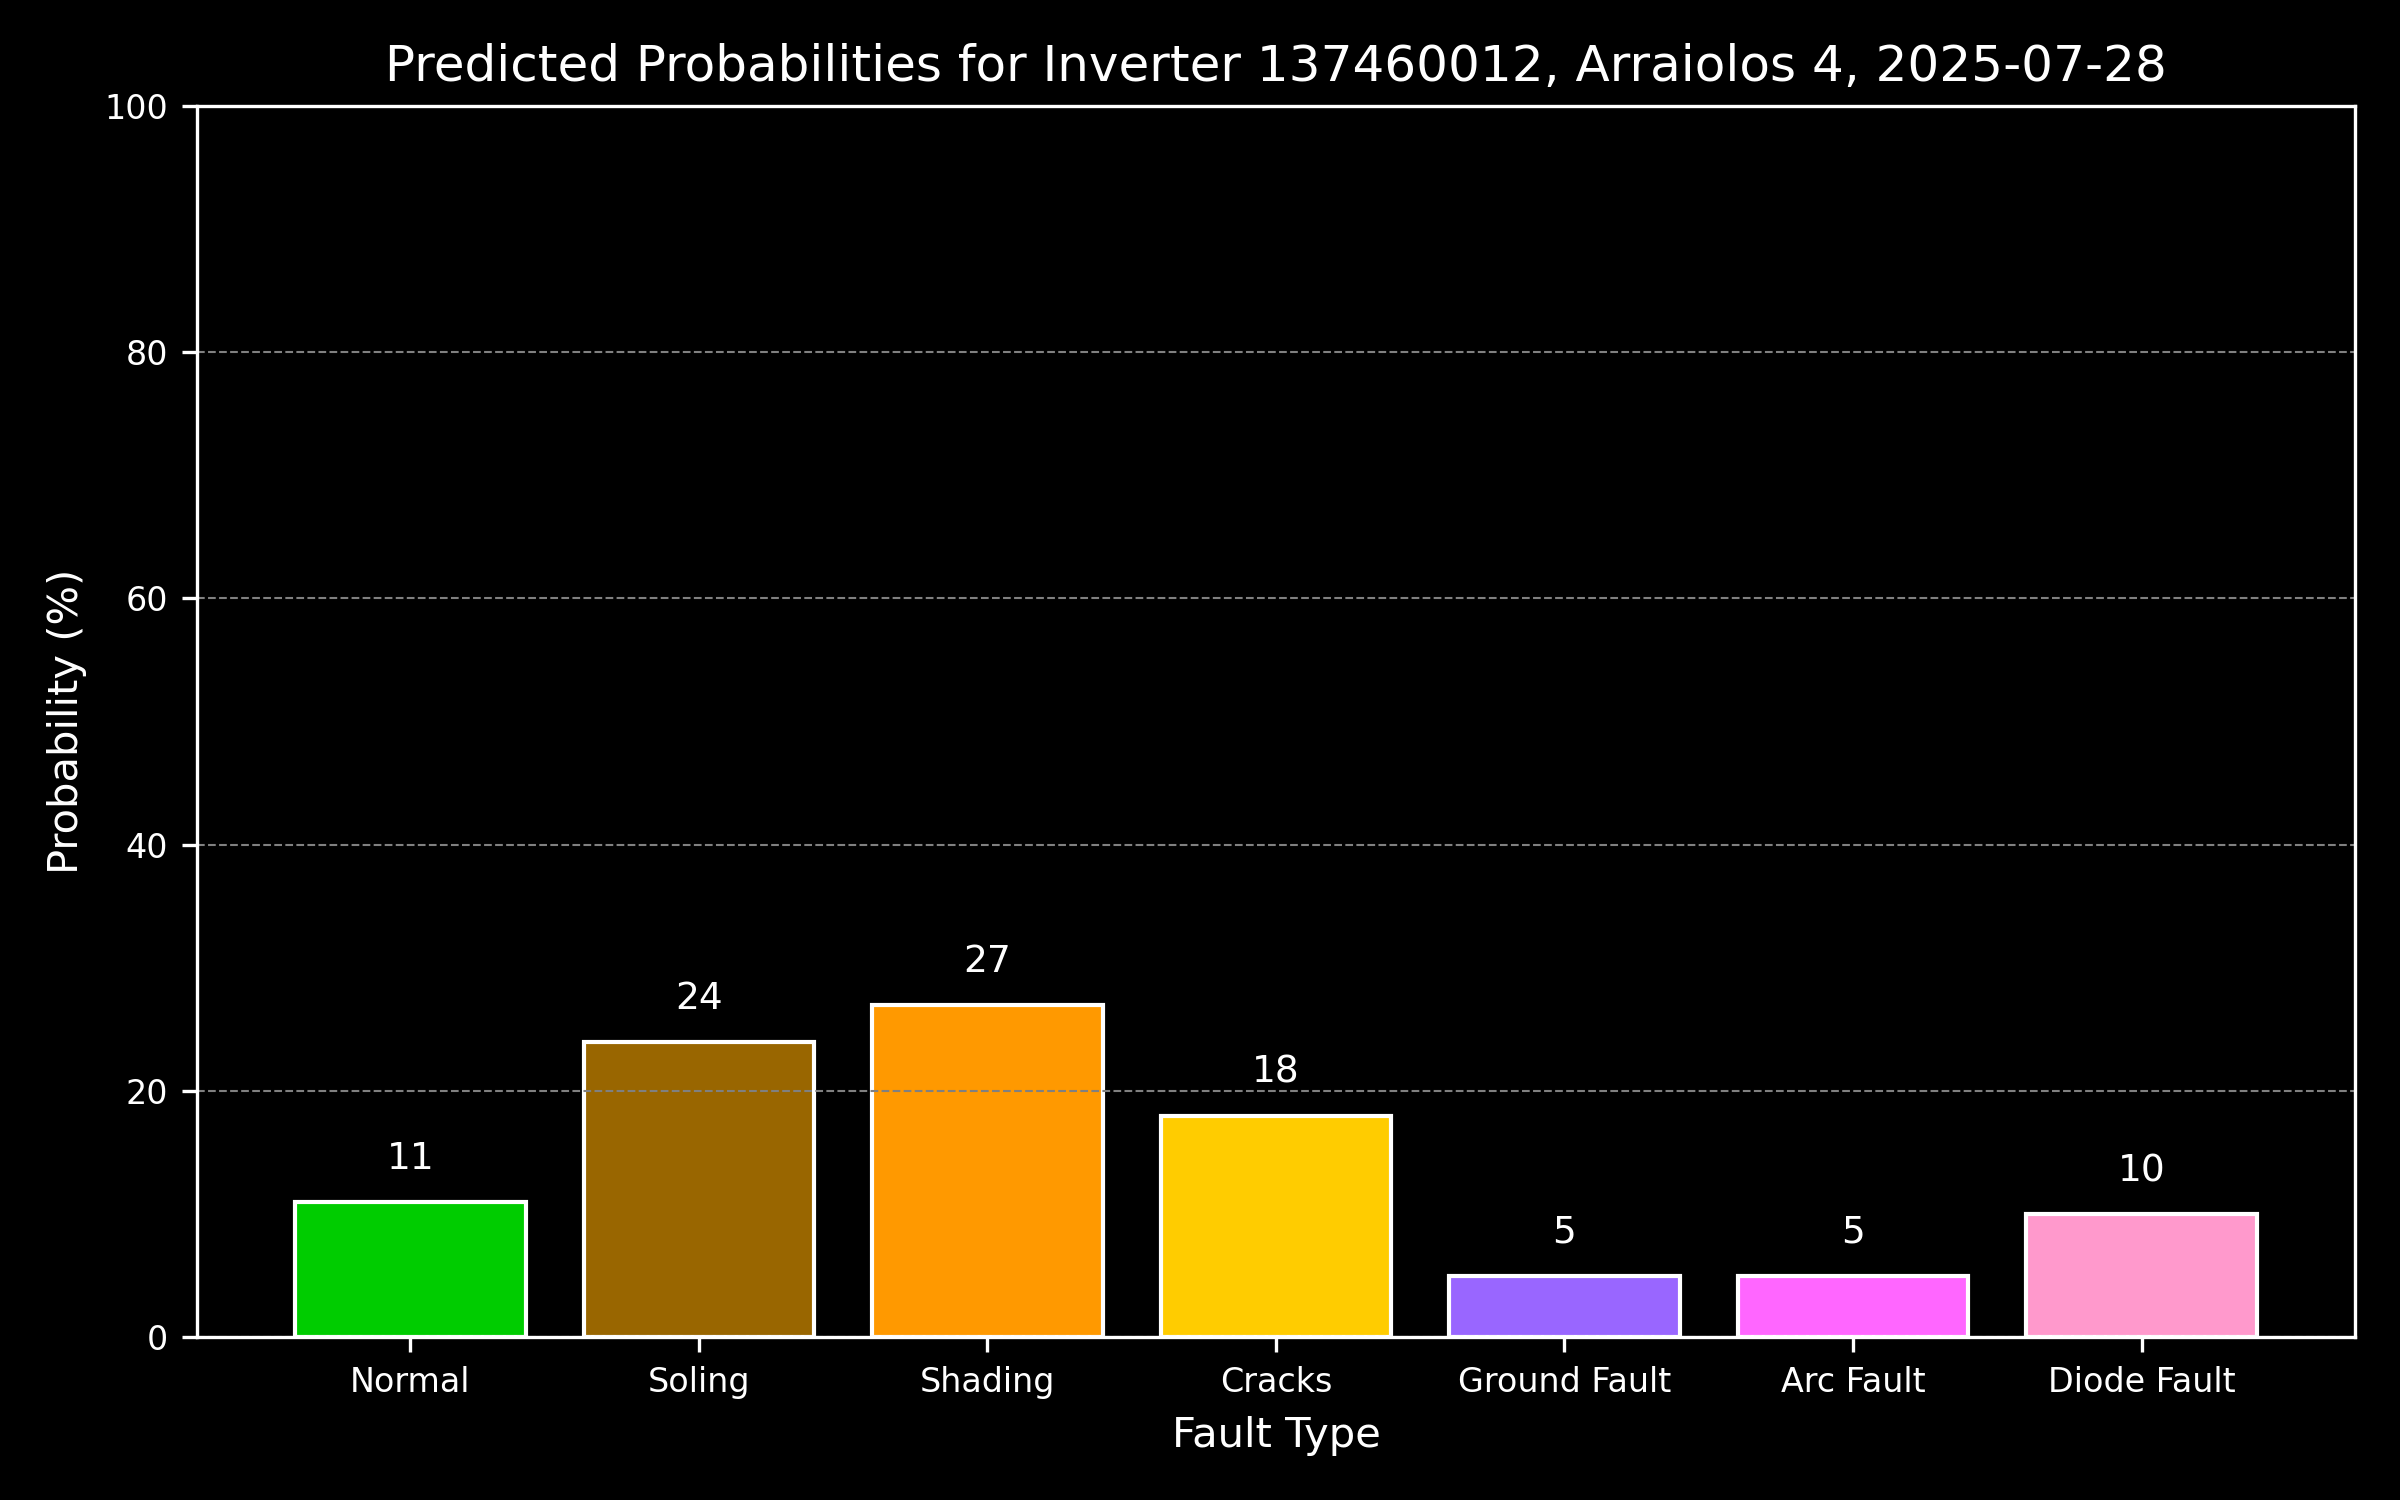 Predicted Probabilities for Inverter 137460012, Arraiolos 4, 2025-07-28
100
80
60
40
20
0
Probability (%)
11
24
27
18
5
5
10
Normal
Soling
Shading
Cracks
Ground Fault
Arc Fault
Diode Fault
Fault Type